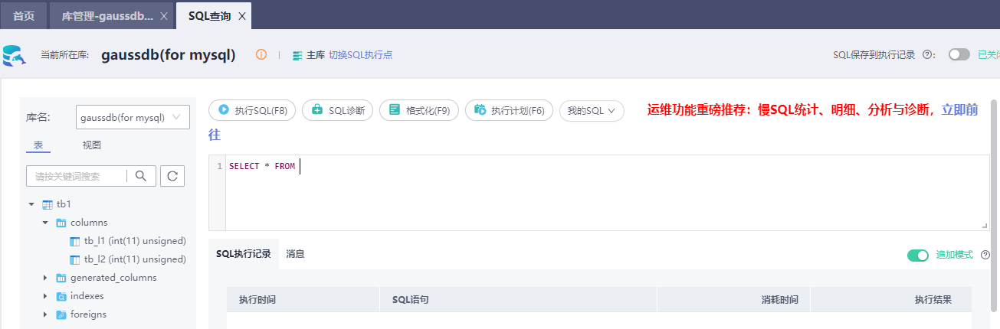 首页
库管理-gaussdb... X
SQL查询 X
当前所在库: gaussdb(for mysql) 主库 切换SQL执行点
SQL保存到执行记录 ?: 
库名: gaussdb(for mysql)
表 视图
请按关键词搜索
tb1
columns
tb_l1 (int(11) unsigned)
tb_l2 (int(11) unsigned)
generated_columns
indexes
foreigns
执行SQL(F8) SQL诊断 格式化(F9) 执行计划(F6) 我的SQL
运维功能重磅推荐：慢SQL统计、明细、分析与诊断，立即前
往
1 SELECT * FROM
SQL执行记录 消息
追加模式 ?
执行时间 SQL语句 消耗时间 执行结果